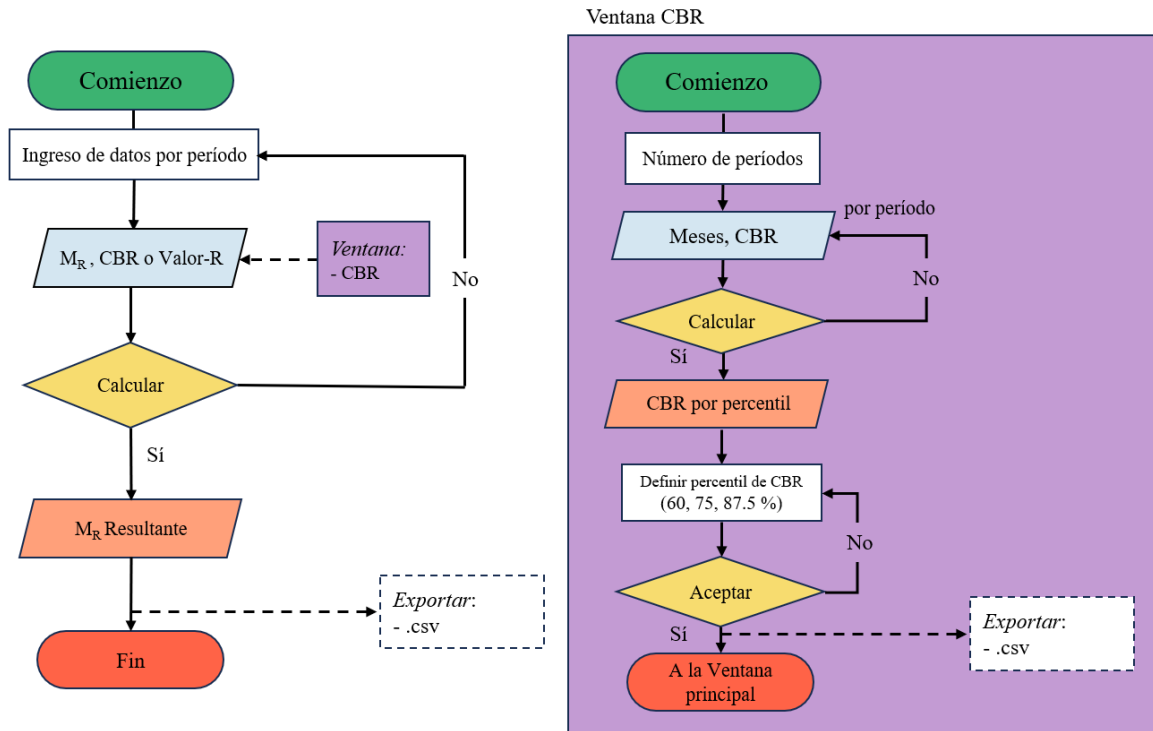 Comienzo
Ingreso de datos por período
M_R , CBR o Valor-R
Ventana:
- CBR
No
Calcular
Sí
M_R Resultante
Exportar:
- .csv
Fin
Ventana CBR
Comienzo
Número de períodos
por período
Meses, CBR
No
Calcular
Sí
CBR por percentil
Definir percentil de CBR
(60, 75, 87.5 %)
No
Aceptar
Sí
Exportar:
- .csv
A la Ventana
principal